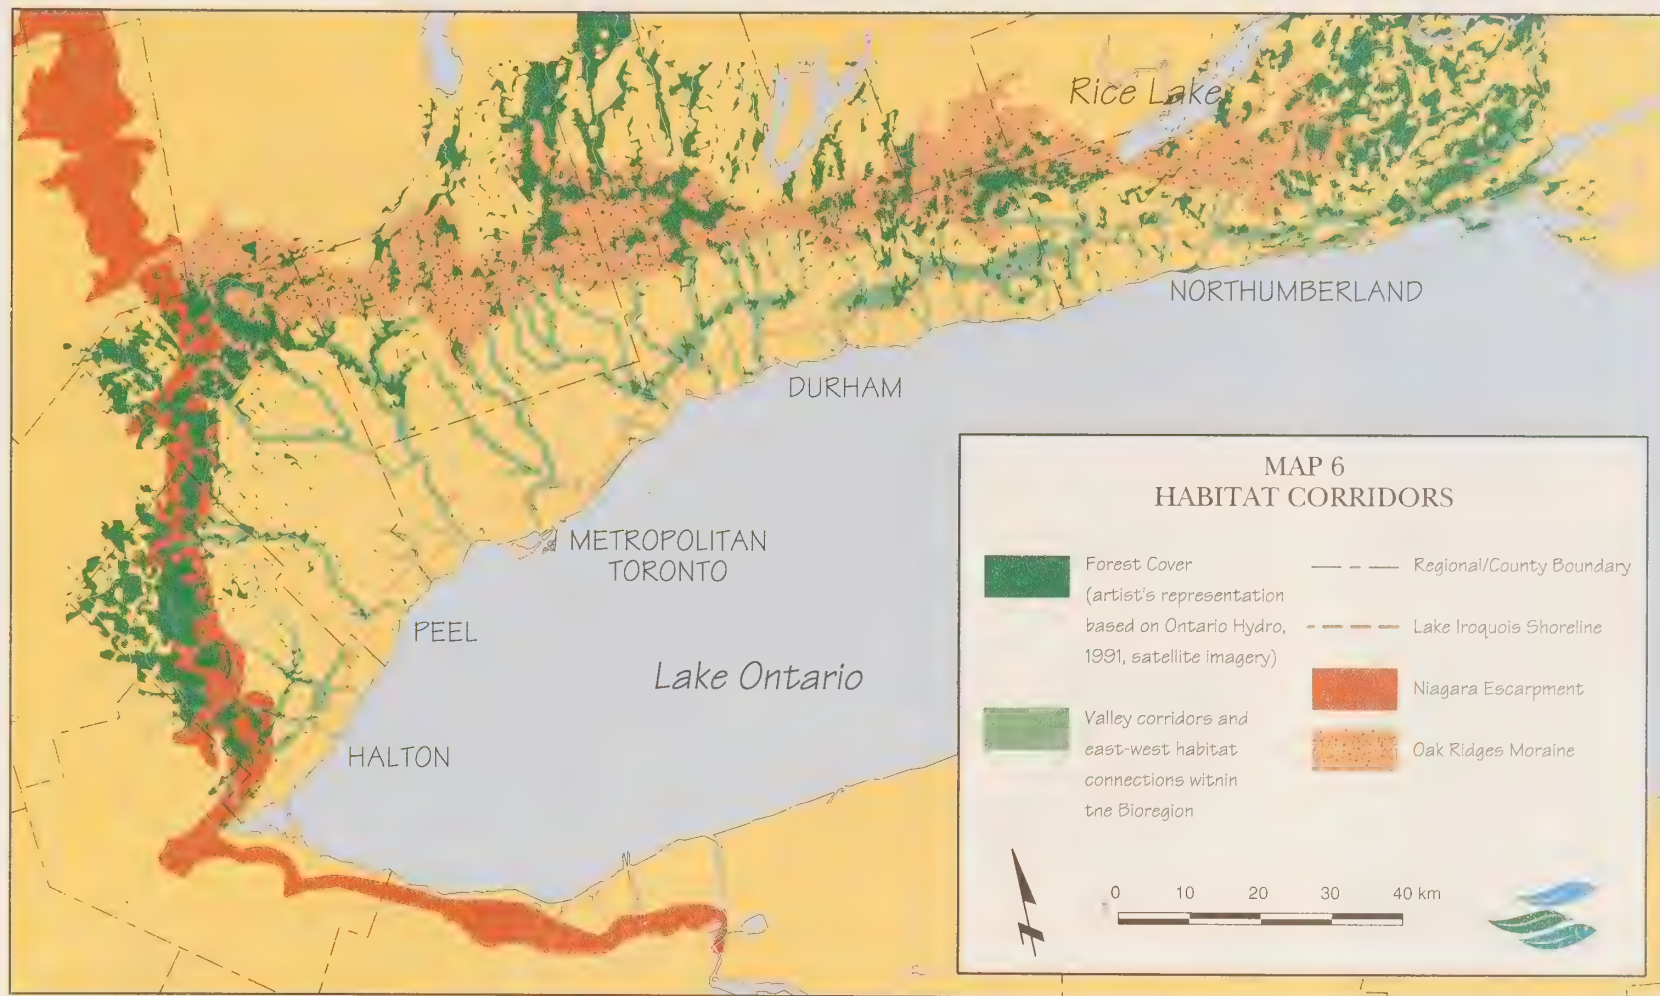 Rice Lake
NORTHUMBERLAND
DURHAM
METROPOLITAN
TORONTO
PEEL
Lake Ontario
HALTON
MAP 6
HABITAT CORRIDORS
Forest Cover
(artist's representation
based on Ontario Hydro,
1991, satellite imagery)
Valley corridors and
east-west habitat
connections witnin
tne Bioregion
Regional/County Boundary
Lake Iroquois Shoreline
Niagara Escarpment
Oak Ridges Moraine
0 10 20 30 40 km